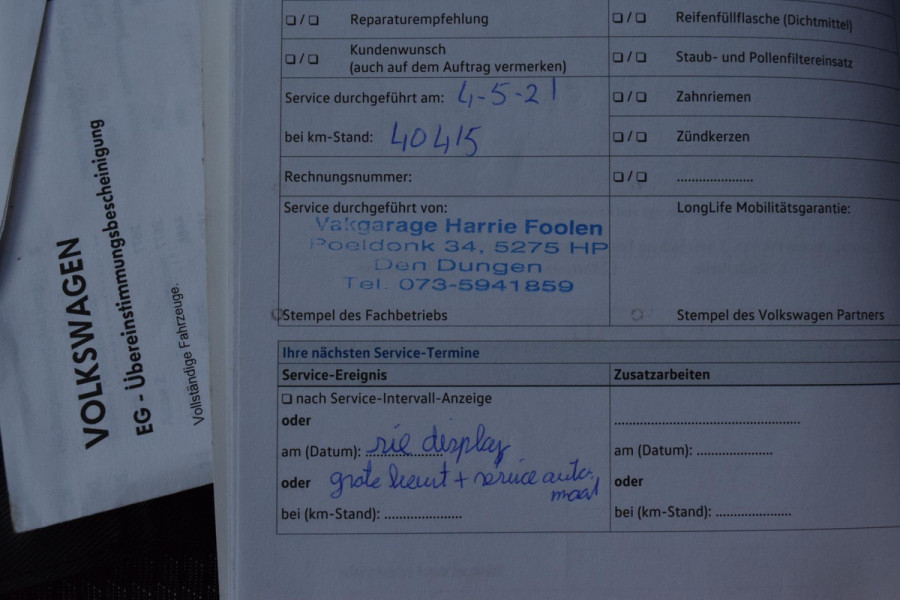 VOLKSWAGEN
EG - Übereinstimmungsbescheinigung
Vollständige Fahrzeuge.
❏ / ❏ Reparaturempfehlung
❏ / ❏ Kundenwunsch
(auch auf dem Auftrag vermerken)
Service durchgeführt am: 4-5-21
bei km-Stand: 40415
Rechnungsnummer:
Service durchgeführt von:
Vakgarage Harrie Foolen
Poeldonk 34, 5275 HP
Den Dungen
Tel. 073-5941859
Stempel des Fachbetriebs
❏ / ❏ Reifenfüllflasche (Dichtmittel)
❏ / ❏ Staub- und Pollenfiltereinsatz
❏ / ❏ Zahnriemen
❏ / ❏ Zündkerzen
❏ / ❏ ....................
LongLife Mobilitätsgarantie:
Stempel des Volkswagen Partners
Ihre nächsten Service-Termine
Service-Ereignis
❏ nach Service-Intervall-Anzeige
oder
am (Datum): zie display
oder grote beurt + service auto-
maat
bei (km-Stand): ....................
Zusatzarbeiten
................................................
am (Datum): ....................
oder
bei (km-Stand): ....................